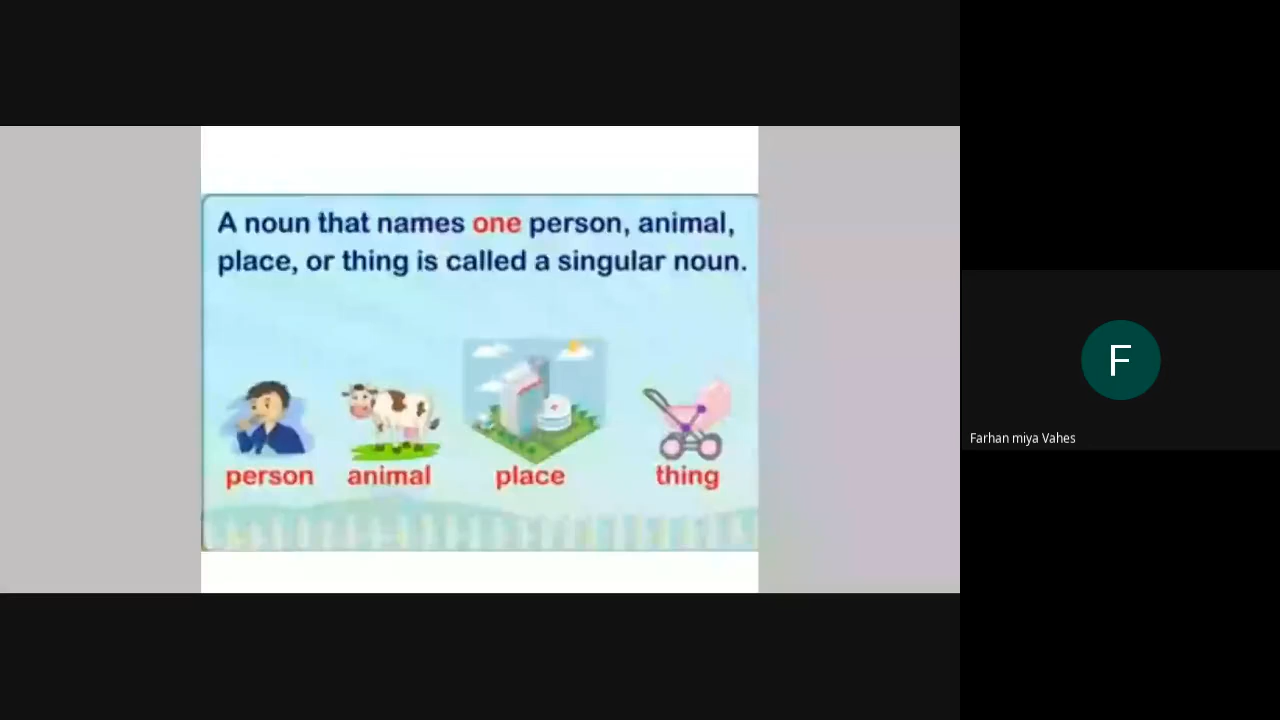 A noun that names one person, animal,
place, or thing is called a singular noun.
person animal place thing
F
Farhan miya Vahes